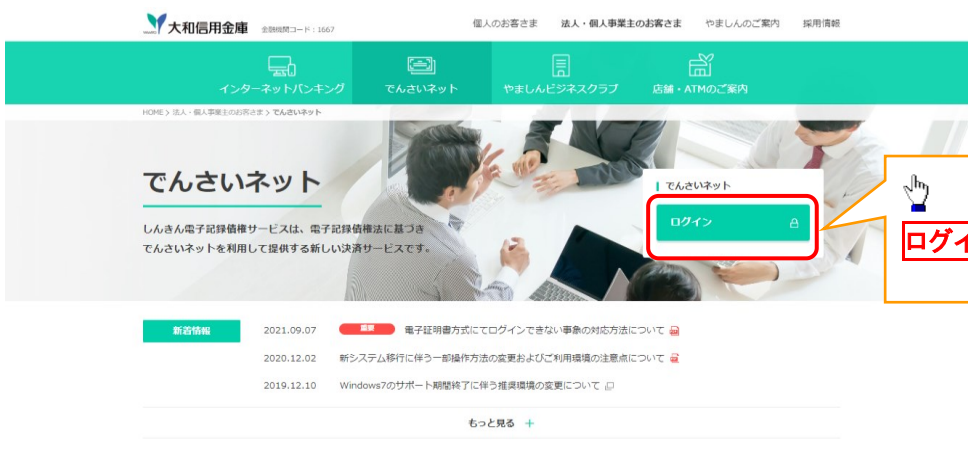 大和信用金庫 金融機関コード：1667
個人のお客さま 法人・個人事業主のお客さま やましんのご案内 採用情報
インターネットバンキング でんさいネット やましんビジネスクラブ 店舗・ATMのご案内
HOME > 法人・個人事業主のお客さま > でんさいネット
でんさいネット
しんきん電子記録債権サービスは、電子記録債権法に基づき
でんさいネットを利用して提供する新しい決済サービスです。
でんさいネット
ログイン
ログイ
新着情報
2021.09.07 重要 電子証明書方式にてログインできない事象の対応方法について
2020.12.02 新システム移行に伴う一部操作方法の変更およびご利用環境の注意点について
2019.12.10 Windows7のサポート期間終了に伴う推奨環境の変更について
もっと見る ＋